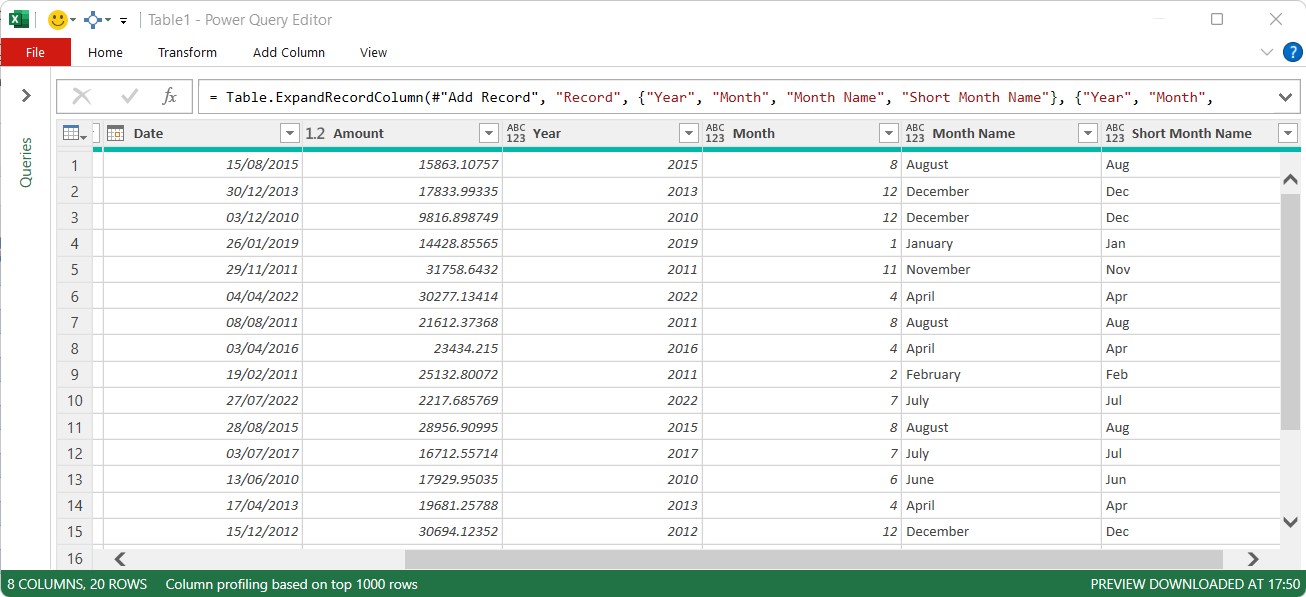 Table1 - Power Query Editor
File Home Transform Add Column View ?
fx = Table.ExpandRecordColumn(#"Add Record", "Record", {"Year", "Month", "Month Name", "Short Month Name"}, {"Year", "Month",
Queries
Date 1.2 Amount ABC 123 Year ABC 123 Month ABC 123 Month Name ABC 123 Short Month Name
1 15/08/2015 15863.10757 2015 8 August Aug
2 30/12/2013 17833.99335 2013 12 December Dec
3 03/12/2010 9816.898749 2010 12 December Dec
4 26/01/2019 14428.85565 2019 1 January Jan
5 29/11/2011 31758.6432 2011 11 November Nov
6 04/04/2022 30277.13414 2022 4 April Apr
7 08/08/2011 21612.37368 2011 8 August Aug
8 03/04/2016 23434.215 2016 4 April Apr
9 19/02/2011 25132.80072 2011 2 February Feb
10 27/07/2022 2217.685769 2022 7 July Jul
11 28/08/2015 28956.90995 2015 8 August Aug
12 03/07/2017 16712.55714 2017 7 July Jul
13 13/06/2010 17929.95035 2010 6 June Jun
14 17/04/2013 19681.25788 2013 4 April Apr
15 15/12/2012 30694.12352 2012 12 December Dec
16
8 COLUMNS, 20 ROWS Column profiling based on top 1000 rows PREVIEW DOWNLOADED AT 17:50